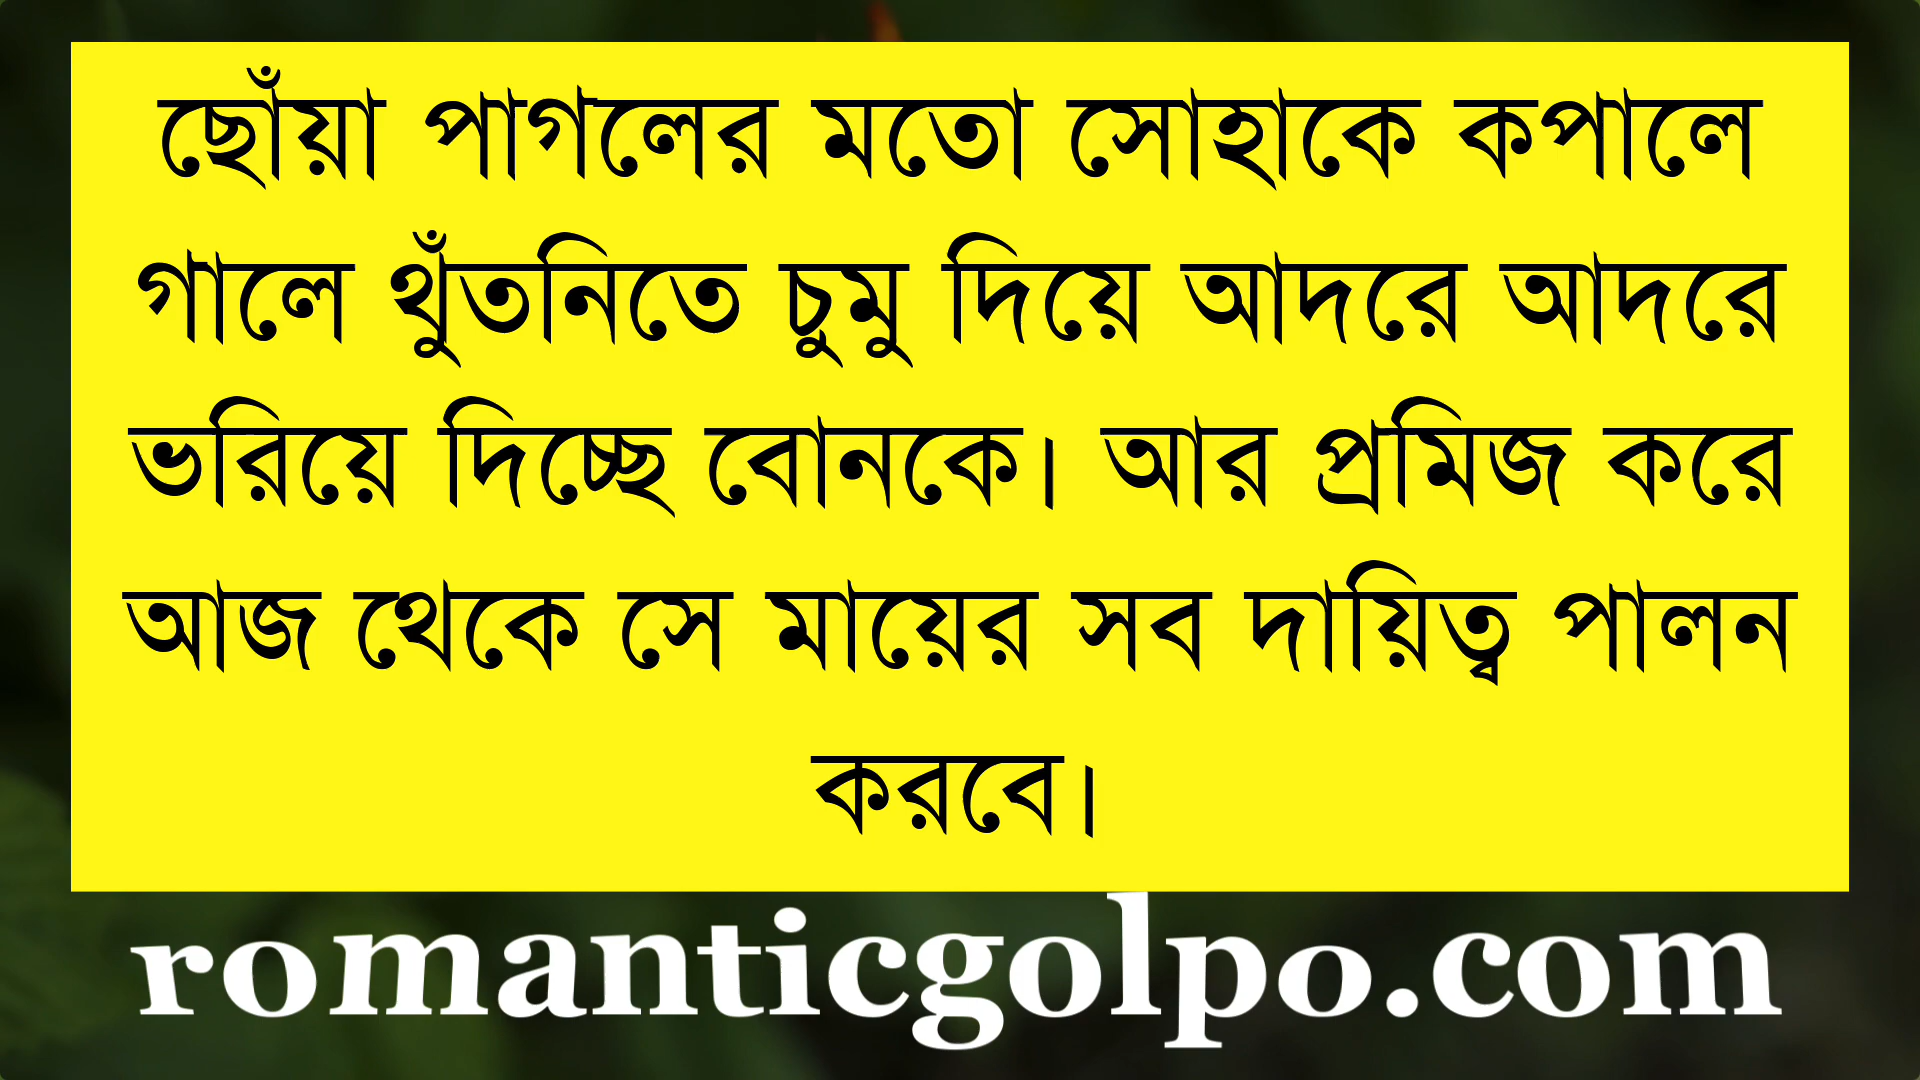 ছোঁয়া পাগলের মতো সোহাকে কপালে
গালে থুঁতনিতে চুমু দিয়ে আদরে আদরে
ভরিয়ে দিচ্ছে বোনকে। আর প্রমিজ করে
আজ থেকে সে মায়ের সব দায়িত্ব পালন
করবে।
romanticgolpo.com